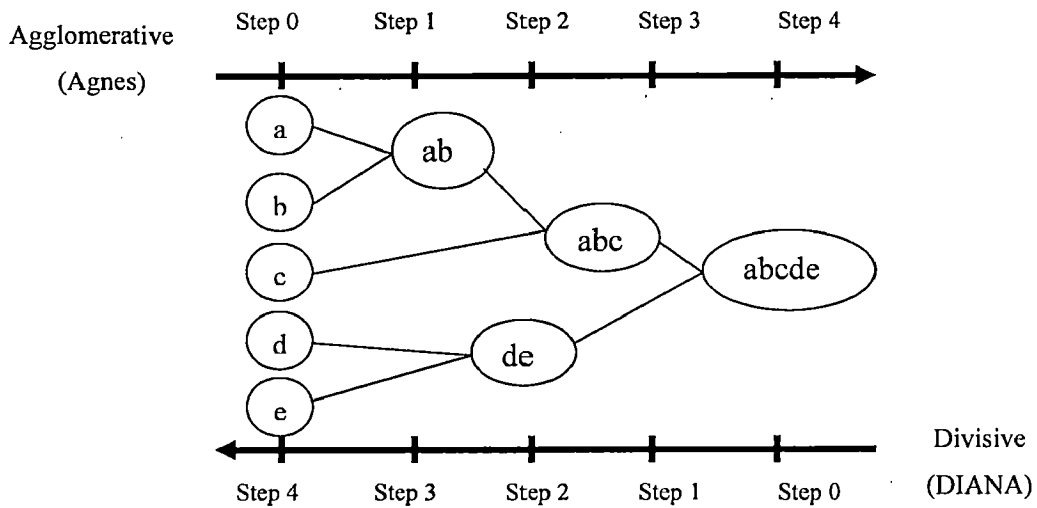 Step 0 Step 1 Step 2 Step 3 Step 4
Agglomerative
(Agnes)
a
ab
b
abc
c
abcde
d
de
e
Divisive
(DIANA)
Step 4 Step 3 Step 2 Step 1 Step 0